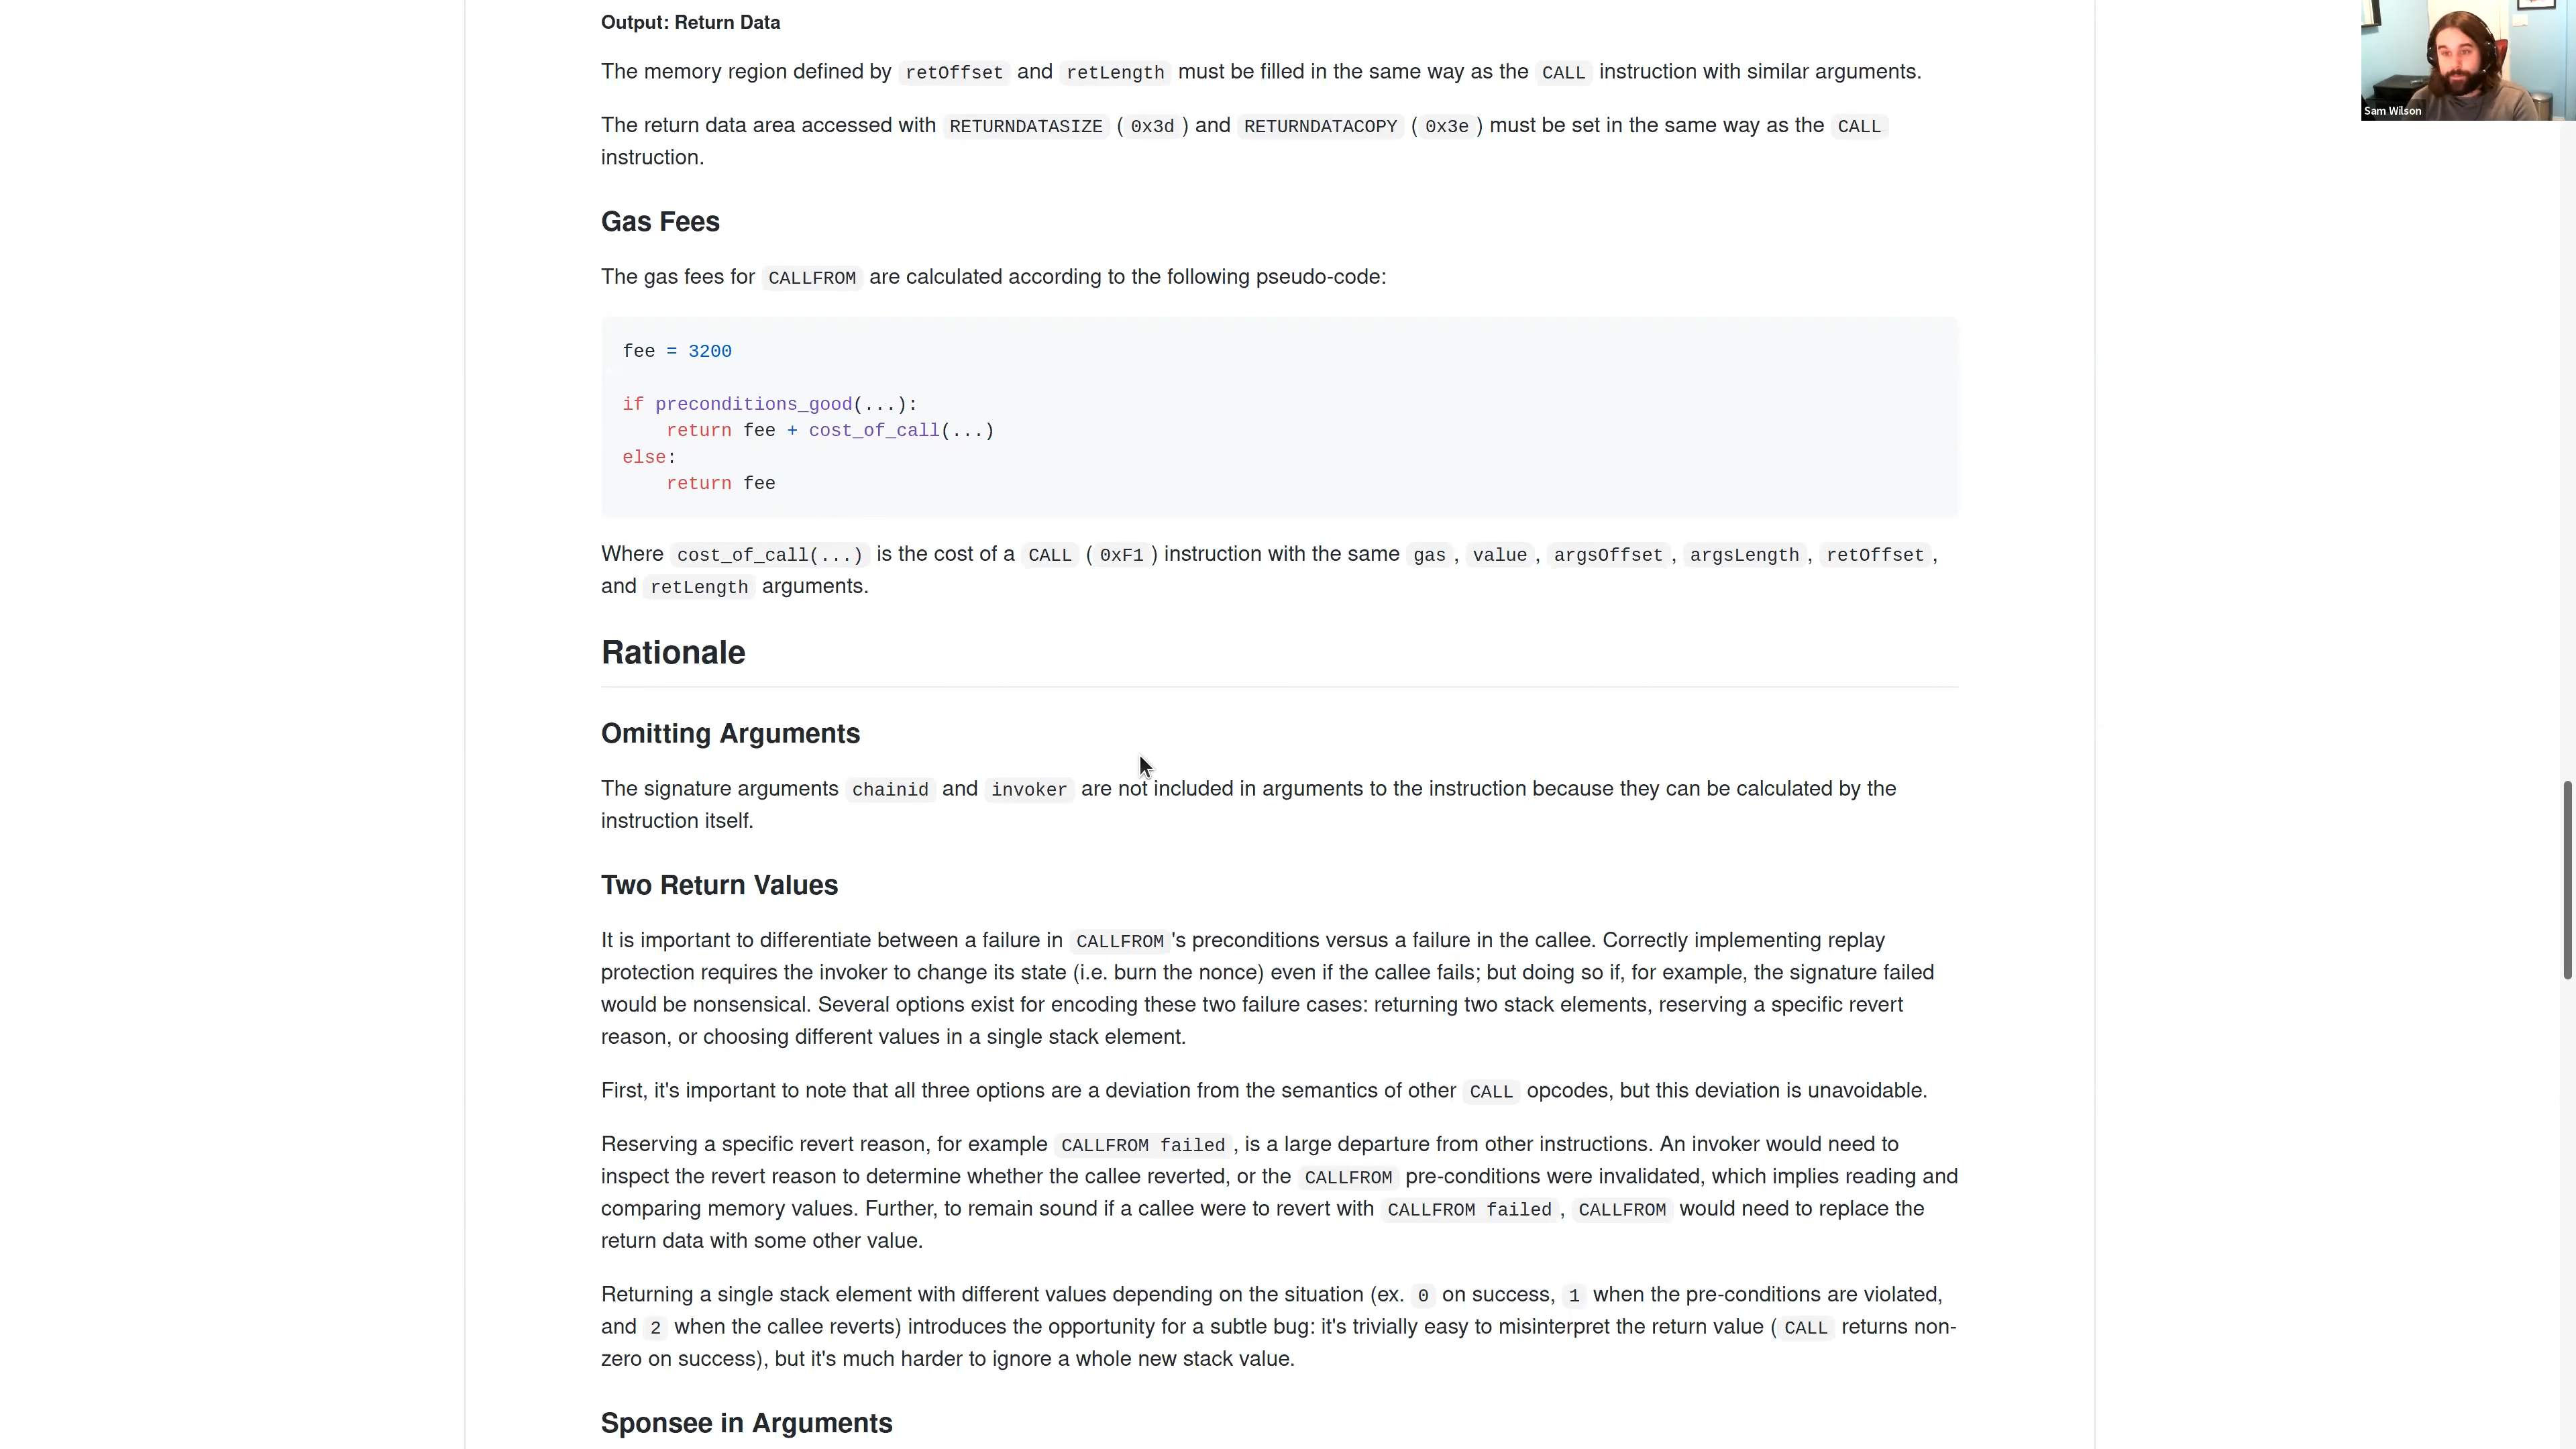 Output: Return Data
The memory region defined by retOffset and retLength must be filled in the same way as the CALL instruction with similar arguments.
The return data area accessed with RETURNDATASIZE ( 0x3d ) and RETURNDATACOPY ( 0x3e ) must be set in the same way as the CALL
instruction.
Gas Fees
The gas fees for CALLFROM are calculated according to the following pseudo-code:
fee = 3200
if preconditions_good(...):
    return fee + cost_of_call(...)
else:
    return fee
Where cost_of_call(...) is the cost of a CALL ( 0xF1 ) instruction with the same gas , value , argsOffset , argsLength , retOffset ,
and retLength arguments.
Rationale
Omitting Arguments
The signature arguments chainid and invoker are not included in arguments to the instruction because they can be calculated by the
instruction itself.
Two Return Values
It is important to differentiate between a failure in CALLFROM 's preconditions versus a failure in the callee. Correctly implementing replay
protection requires the invoker to change its state (i.e. burn the nonce) even if the callee fails; but doing so if, for example, the signature failed
would be nonsensical. Several options exist for encoding these two failure cases: returning two stack elements, reserving a specific revert
reason, or choosing different values in a single stack element.
First, it's important to note that all three options are a deviation from the semantics of other CALL opcodes, but this deviation is unavoidable.
Reserving a specific revert reason, for example CALLFROM failed , is a large departure from other instructions. An invoker would need to
inspect the revert reason to determine whether the callee reverted, or the CALLFROM pre-conditions were invalidated, which implies reading and
comparing memory values. Further, to remain sound if a callee were to revert with CALLFROM failed , CALLFROM would need to replace the
return data with some other value.
Returning a single stack element with different values depending on the situation (ex. 0 on success, 1 when the pre-conditions are violated,
and 2 when the callee reverts) introduces the opportunity for a subtle bug: it's trivially easy to misinterpret the return value ( CALL returns non-
zero on success), but it's much harder to ignore a whole new stack value.
Sponsee in Arguments
Sam Wilson